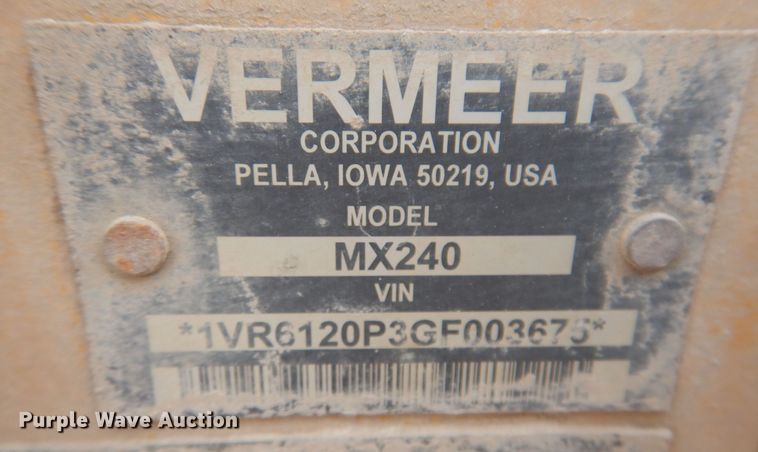 VERMEER
CORPORATION
PELLA, IOWA 50219, USA
MODEL
MX240
VIN
*1VR6120P3GF003675*
Purple Wave Auction